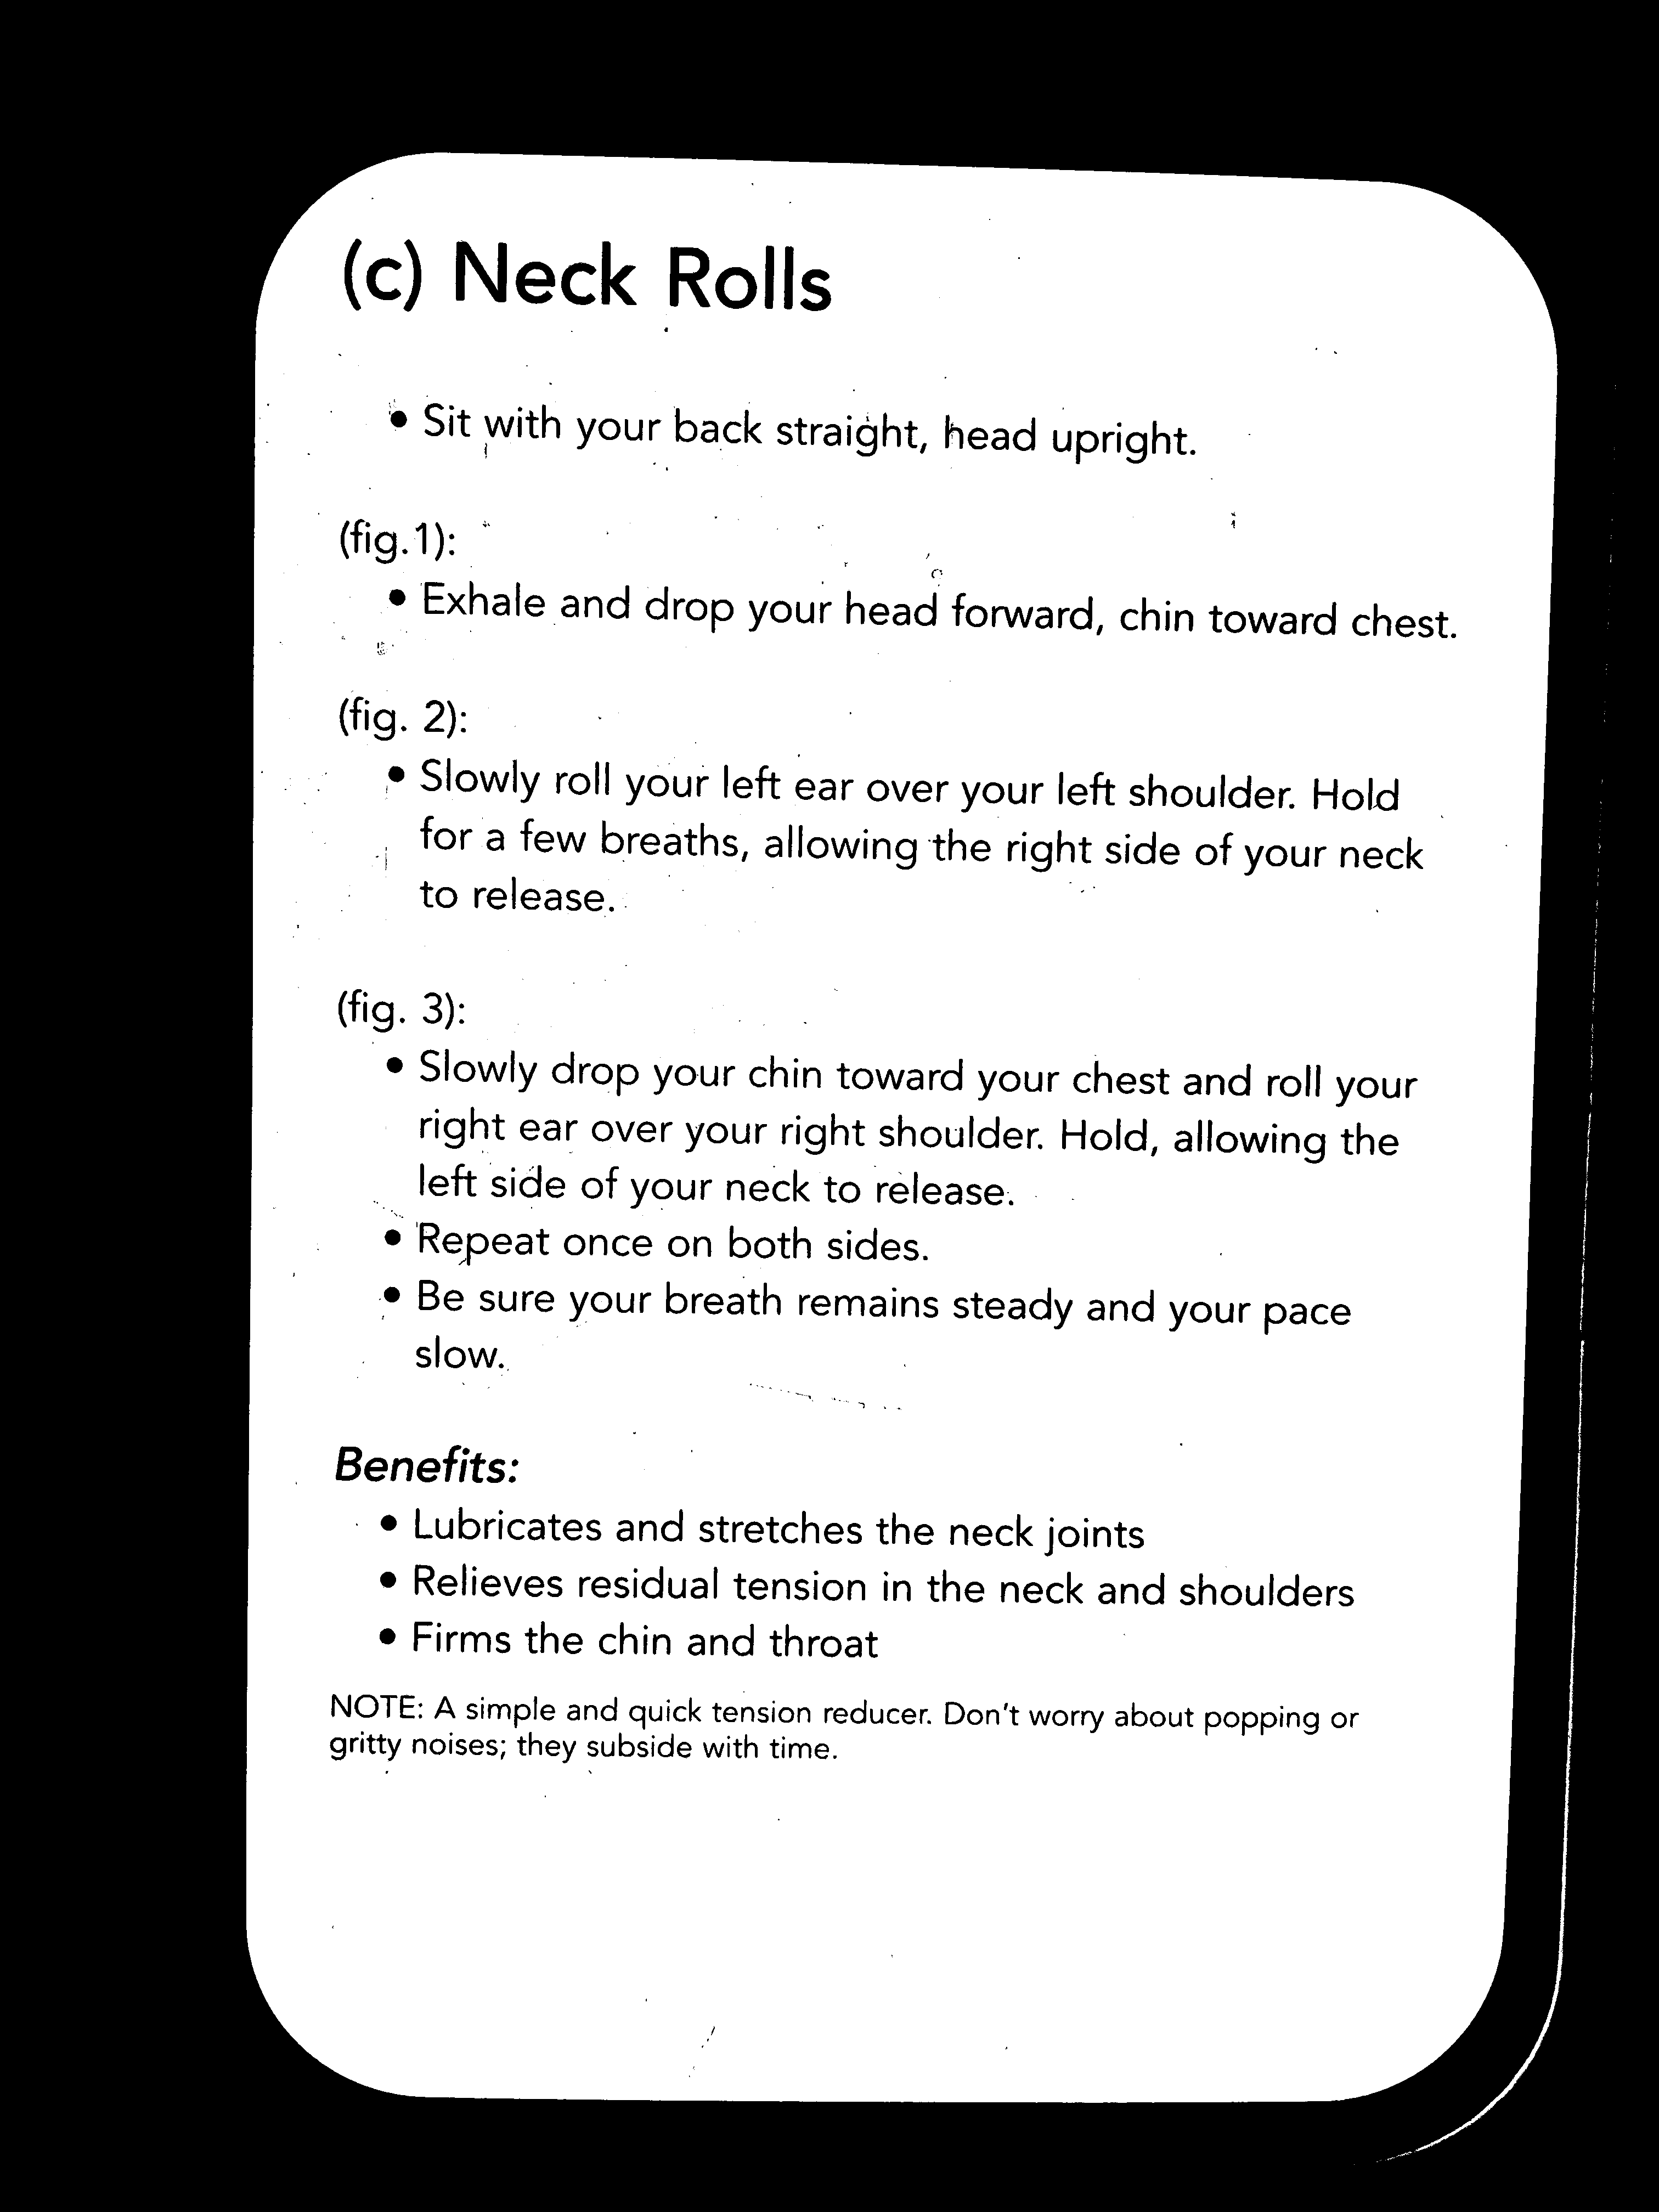 (c) Neck Rolls
• Sit with your back straight, head upright.
(fig.1):
• Exhale and drop your head forward, chin toward chest.
(fig. 2):
• Slowly roll your left ear over your left shoulder. Hold
for a few breaths, allowing the right side of your neck
to release.
(fig. 3):
• Slowly drop your chin toward your chest and roll your
right ear over your right shoulder. Hold, allowing the
left side of your neck to release.
• Repeat once on both sides.
• Be sure your breath remains steady and your pace
slow.
Benefits:
• Lubricates and stretches the neck joints
• Relieves residual tension in the neck and shoulders
• Firms the chin and throat
NOTE: A simple and quick tension reducer. Don't worry about popping or
gritty noises; they subside with time.